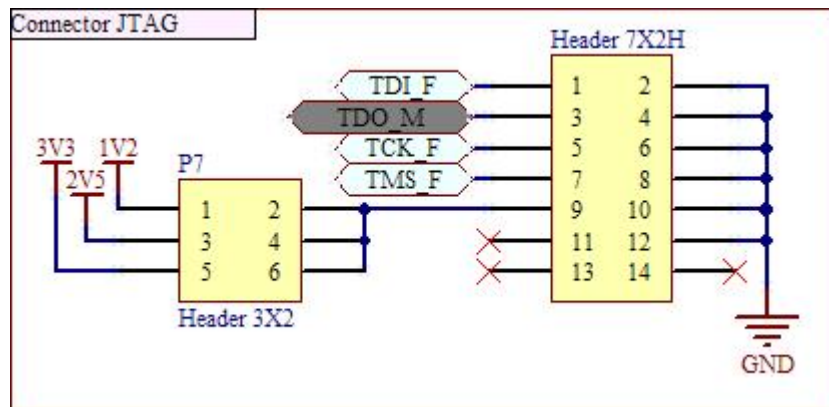 Connector JTAG
Header 7X2H
TDI_F
1 2
TDO_M
3 4
3V3 1V2
TCK_F
5 6
P7
2V5
TMS_F
7 8
1 2
9 10
3 4
11 12
5 6
13 14
Header 3X2
GND